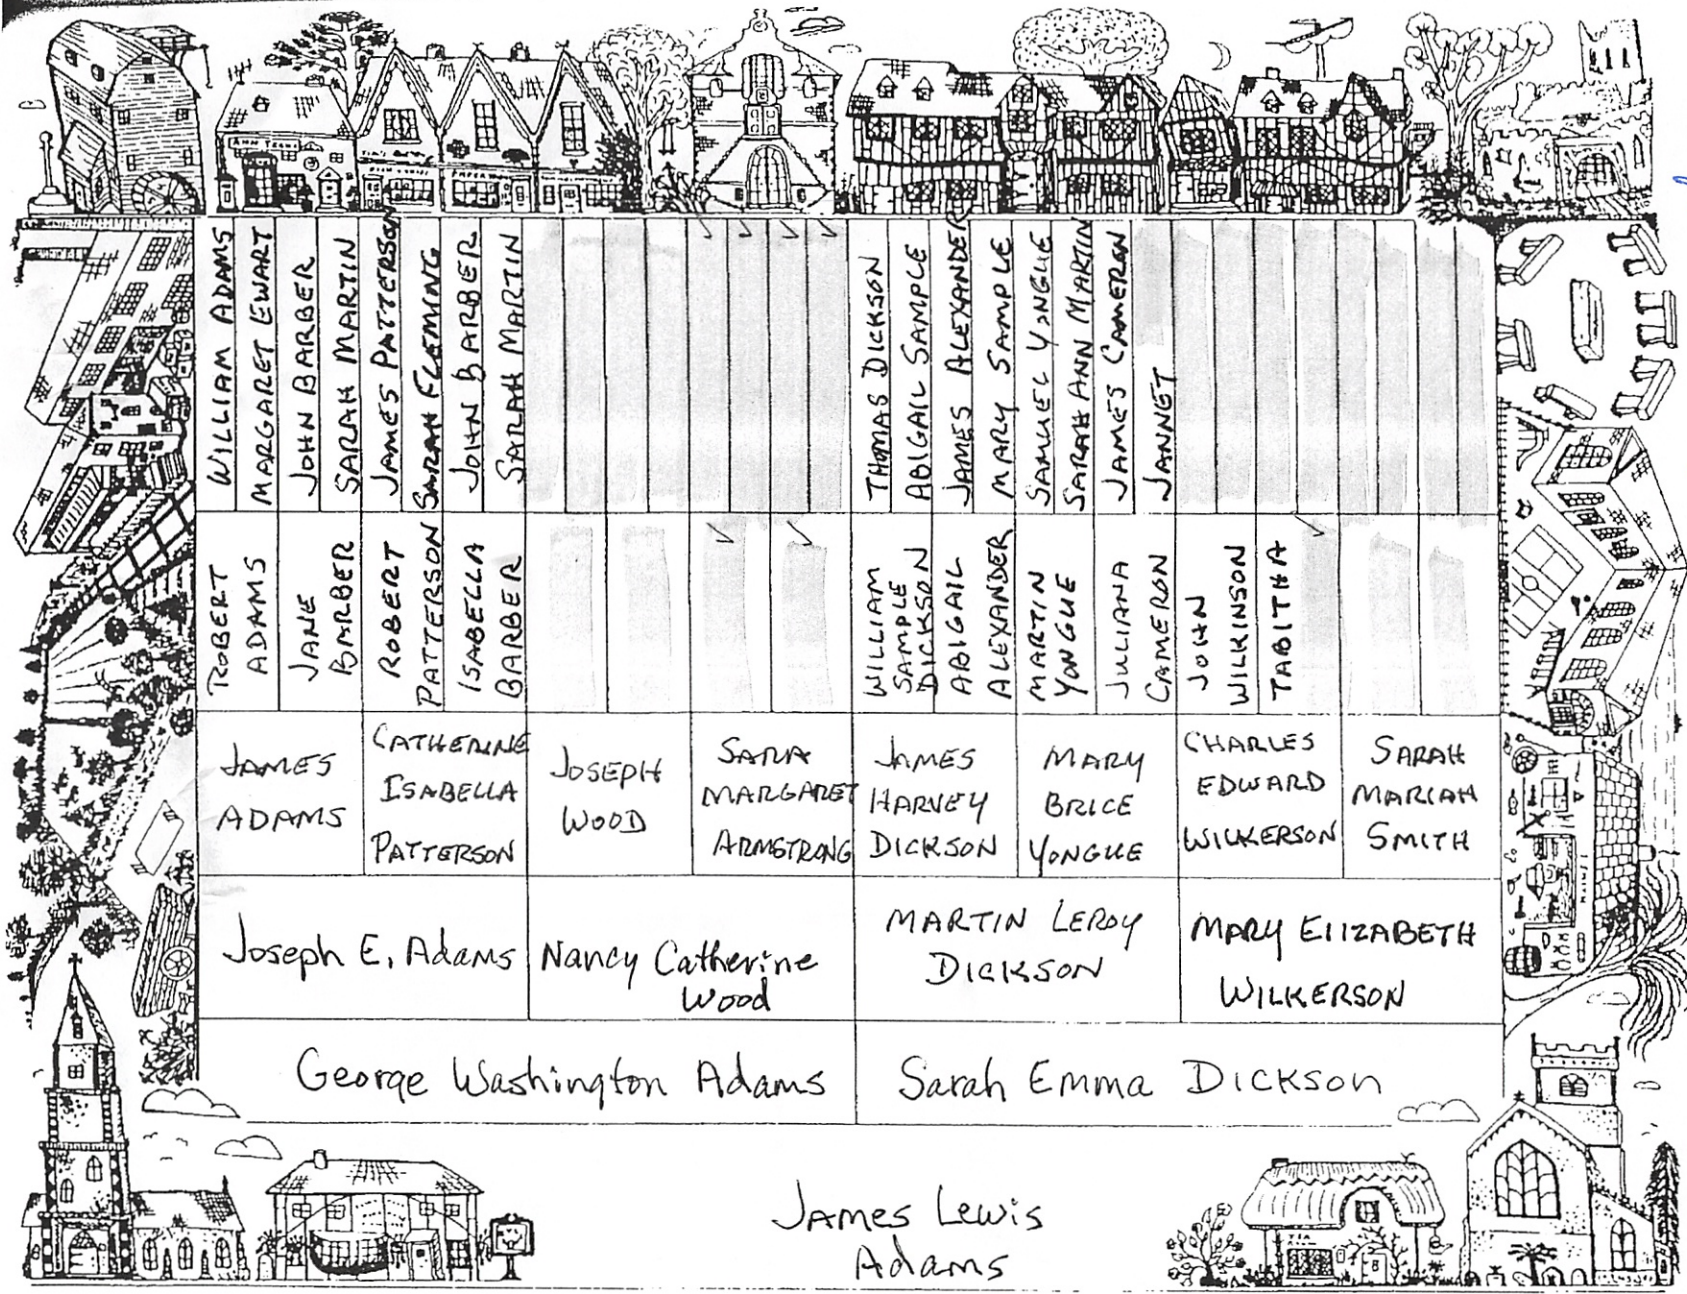 ANN TEAK'S
WILLIAM ADAMS
MARGARET EWART
JOHN BARBER
SARAH MARTIN
JAMES PATTERSON
SARAH FLEMING
JOHN BARBER
SARAH MARTIN
THOMAS DICKSON
ABIGAIL SAMPLE
JAMES ALEXANDER
MARY SAMPLE
SAMUEL YONGUE
SARAH ANN MARTIN
JAMES CAMERON
JANNET
ROBERT
ADAMS
JANE
BARBER
ROBERT
PATTERSON
ISABELLA
BARBER
WILLIAM
SAMPLE
DICKSON
ABIGAIL
ALEXANDER
MARTIN
YONGUE
JULIANA
CAMERON
JOHN
WILKINSON
TABITHA
JAMES
ADAMS
CATHERINE
ISABELLA
PATTERSON
JOSEPH
WOOD
SARA
MARGARET
ARMSTRONG
JAMES
HARVEY
DICKSON
MARY
BRICE
YONGUE
CHARLES
EDWARD
WILKERSON
SARAH
MARIAH
SMITH
Joseph E. Adams
Nancy Catherine
Wood
MARTIN LEROY
DICKSON
MARY ElIZABETH
WILKERSON
George Washington Adams
Sarah Emma DICKSON
James Lewis
Adams